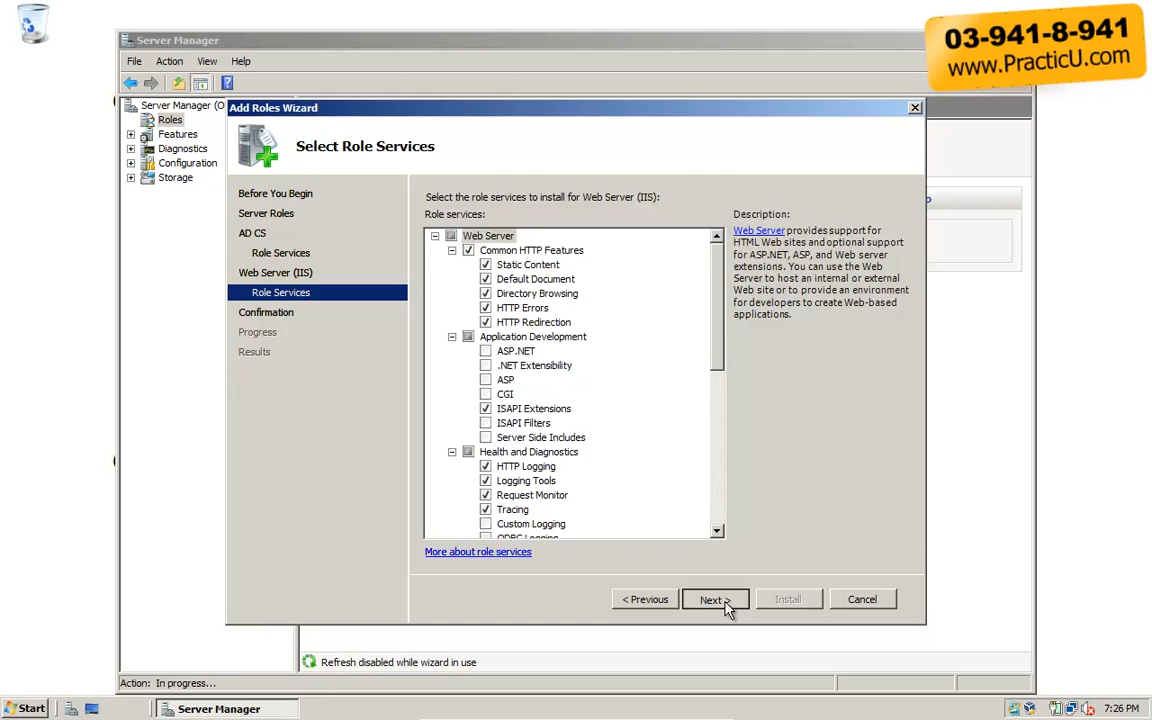 03-941-8-941
www.PracticU.com
Server Manager
File Action View Help
Server Manager (O
Roles
Features
Diagnostics
Configuration
Storage
Add Roles Wizard
Select Role Services
Before You Begin
Server Roles
AD CS
Role Services
Web Server (IIS)
Role Services
Confirmation
Progress
Results
Select the role services to install for Web Server (IIS):
Role services:
Web Server
Common HTTP Features
Static Content
Default Document
Directory Browsing
HTTP Errors
HTTP Redirection
Application Development
ASP.NET
.NET Extensibility
ASP
CGI
ISAPI Extensions
ISAPI Filters
Server Side Includes
Health and Diagnostics
HTTP Logging
Logging Tools
Request Monitor
Tracing
Custom Logging
ODBC Logging
More about role services
Description:
Web Server provides support for
HTML Web sites and optional support
for ASP.NET, ASP, and Web server
extensions. You can use the Web
Server to host an internal or external
Web site or to provide an environment
for developers to create Web-based
applications.
< Previous Next > Install Cancel
Refresh disabled while wizard in use
Action: In progress...
Start Server Manager 7:26 PM